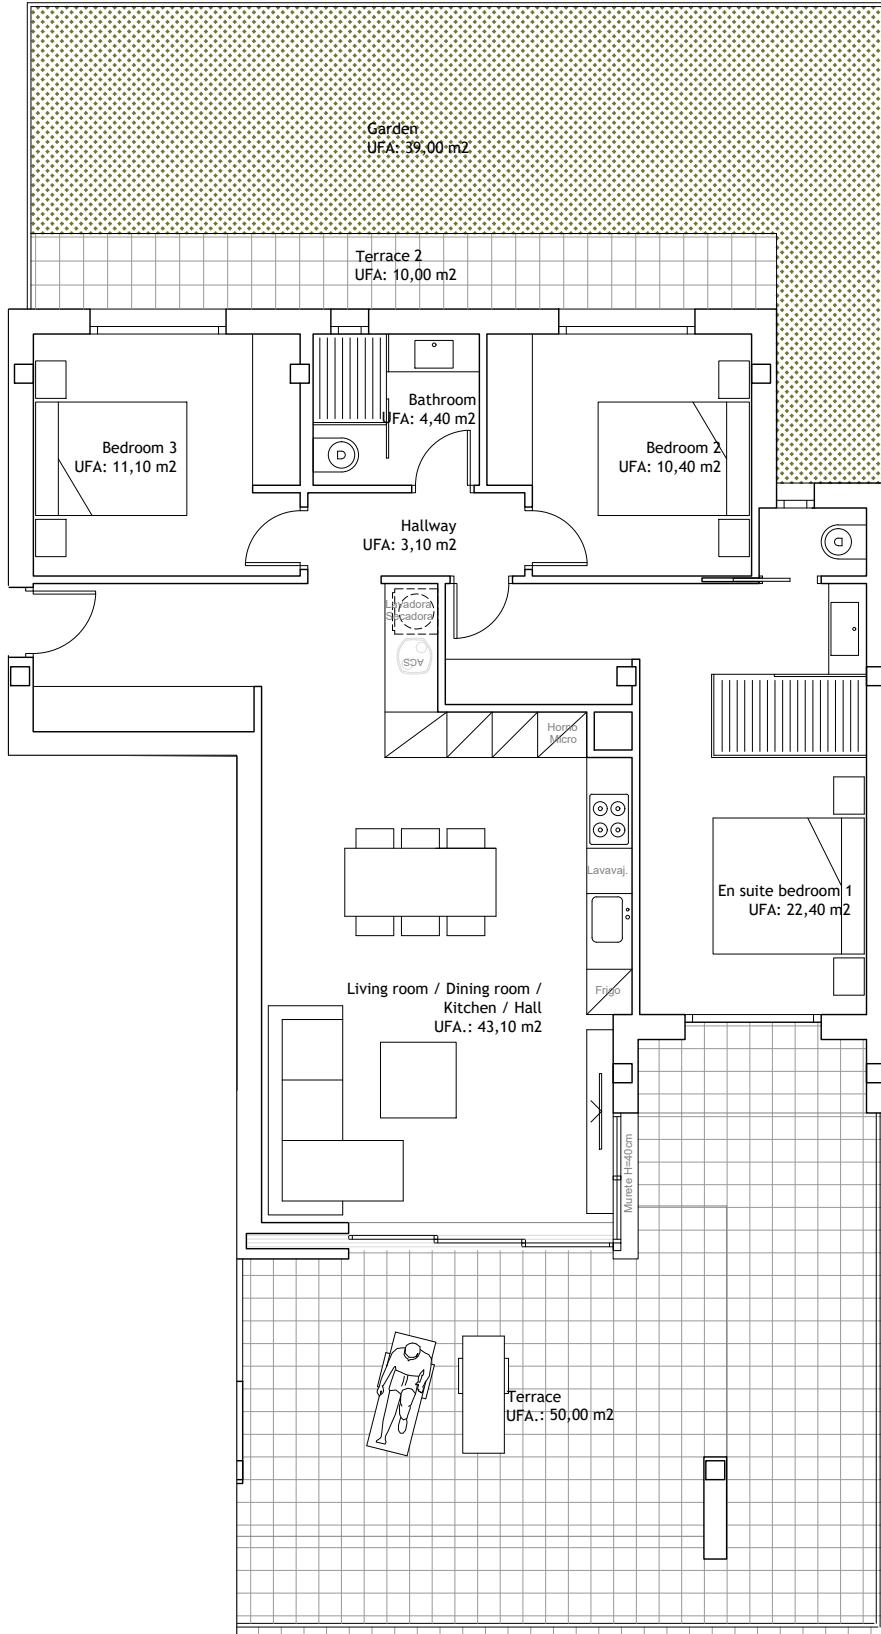 Garden
UFA: 39,00 m2
Terrace 2
UFA: 10,00 m2
Bathroom
UFA: 4,40 m2
Bedroom 3
UFA: 11,10 m2
Bedroom 2
UFA: 10,40 m2
Hallway
UFA: 3,10 m2
Lavadora
Secadora
ACS
Horno
Micro
Lavavaj.
En suite bedroom 1
UFA: 22,40 m2
Frigo
Living room / Dining room /
Kitchen / Hall
UFA.: 43,10 m2
Murete H=40cm
Terrace
UFA.: 50,00 m2